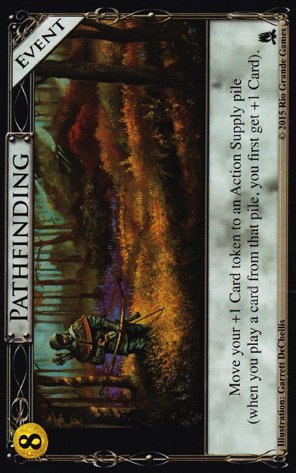 EVENT
PATHFINDING
8
Move your +1 Card token to an Action Supply pile
(when you play a card from that pile, you first get +1 Card).
Illustration: Garrett DeChellis
© 2015 Rio Grande Games